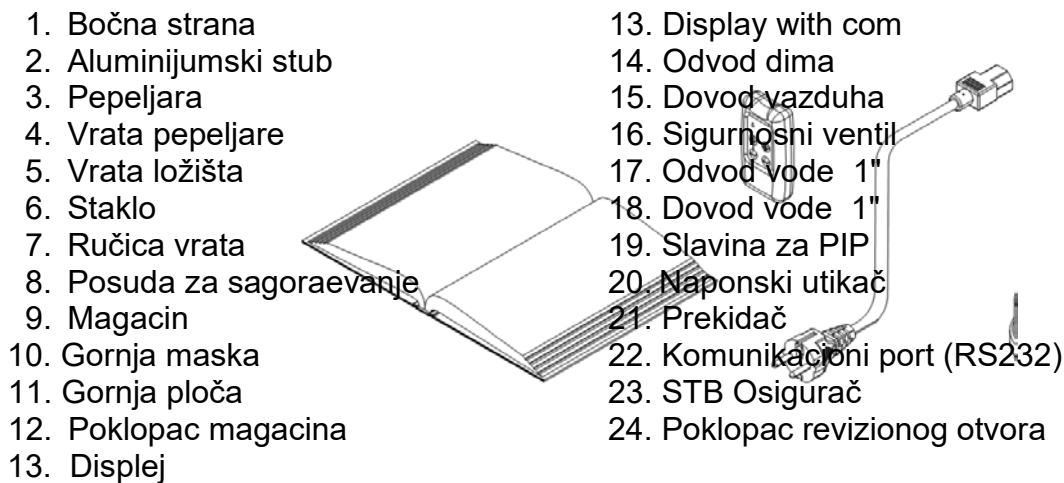 1. Bočna strana
2. Aluminijumski stub
3. Pepeljara
4. Vrata pepeljare
5. Vrata ložišta
6. Staklo
7. Ručica vrata
8. Posuda za sagoraevanje
9. Magacin
10. Gornja maska
11. Gornja ploča
12. Poklopac magacina
13. Displej
13. Display with com
14. Odvod dima
15. Dovod vazduha
16. Sigurnosni ventil
17. Odvod vode 1"
18. Dovod vode 1"
19. Slavina za PIP
20. Naponski utikač
21. Prekidač
22. Komunikacioni port (RS232)
23. STB Osigurač
24. Poklopac revizionog otvora